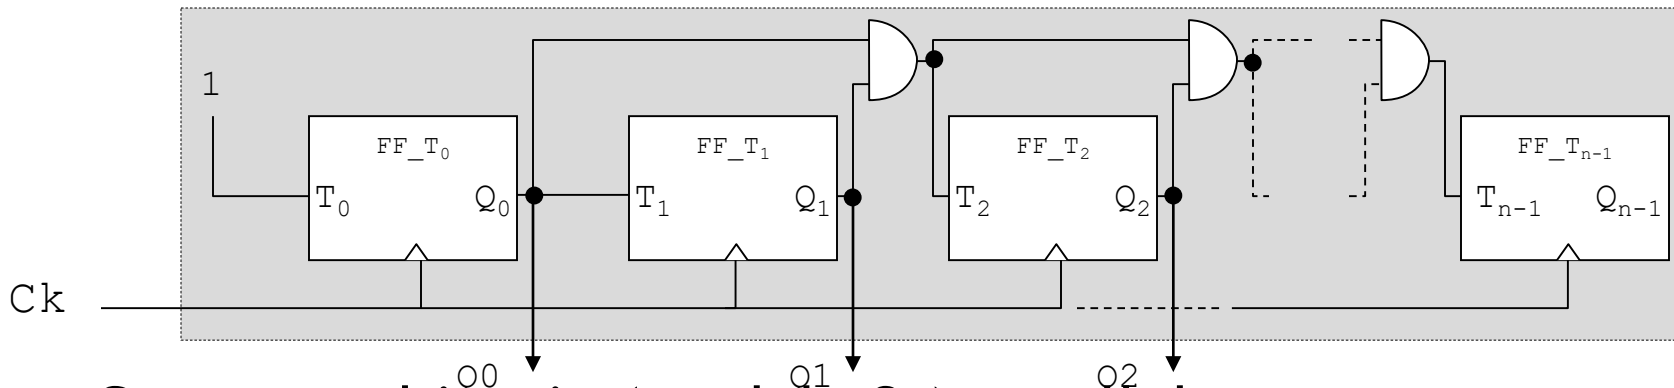 1
FF_T0 FF_T1 FF_T2 FF_Tn-1
T0 Q0 T1 Q1 T2 Q2 Tn-1 Qn-1
Ck
Q0 Q1 Q2